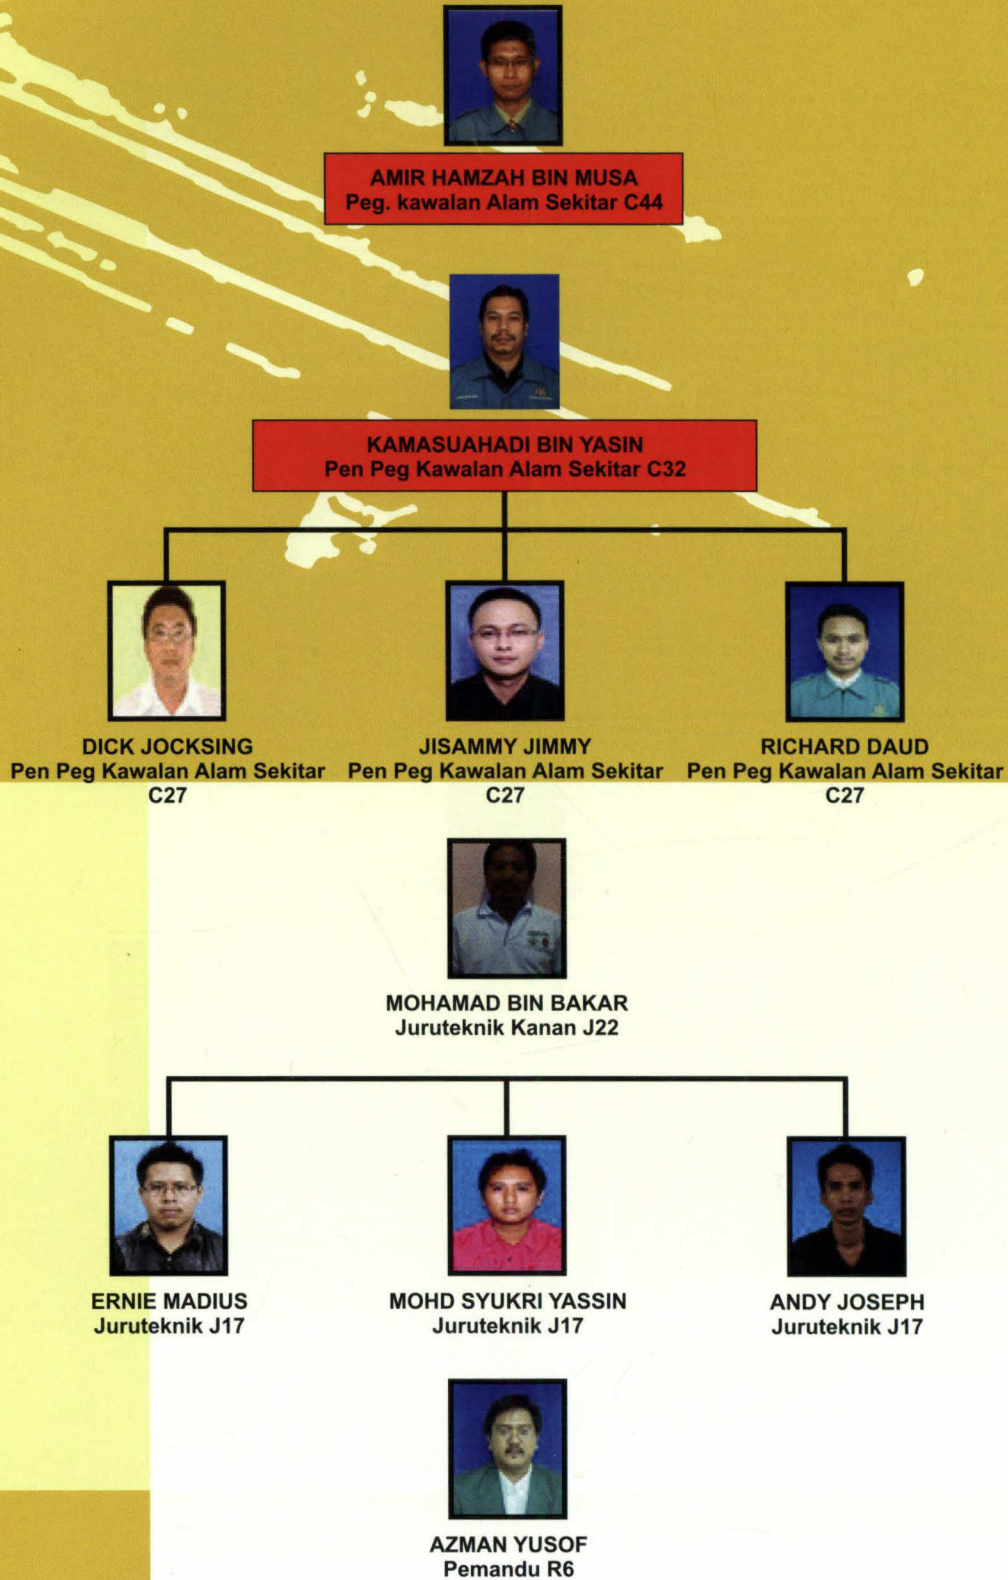 AMIR HAMZAH BIN MUSA
Peg. kawalan Alam Sekitar C44
KAMASUAHADI BIN YASIN
Pen Peg Kawalan Alam Sekitar C32
DICK JOCKSING
Pen Peg Kawalan Alam Sekitar
C27
JISAMMY JIMMY
Pen Peg Kawalan Alam Sekitar
C27
RICHARD DAUD
Pen Peg Kawalan Alam Sekitar
C27
MOHAMAD BIN BAKAR
Juruteknik Kanan J22
ERNIE MADIUS
Juruteknik J17
MOHD SYUKRI YASSIN
Juruteknik J17
ANDY JOSEPH
Juruteknik J17
AZMAN YUSOF
Pemandu R6